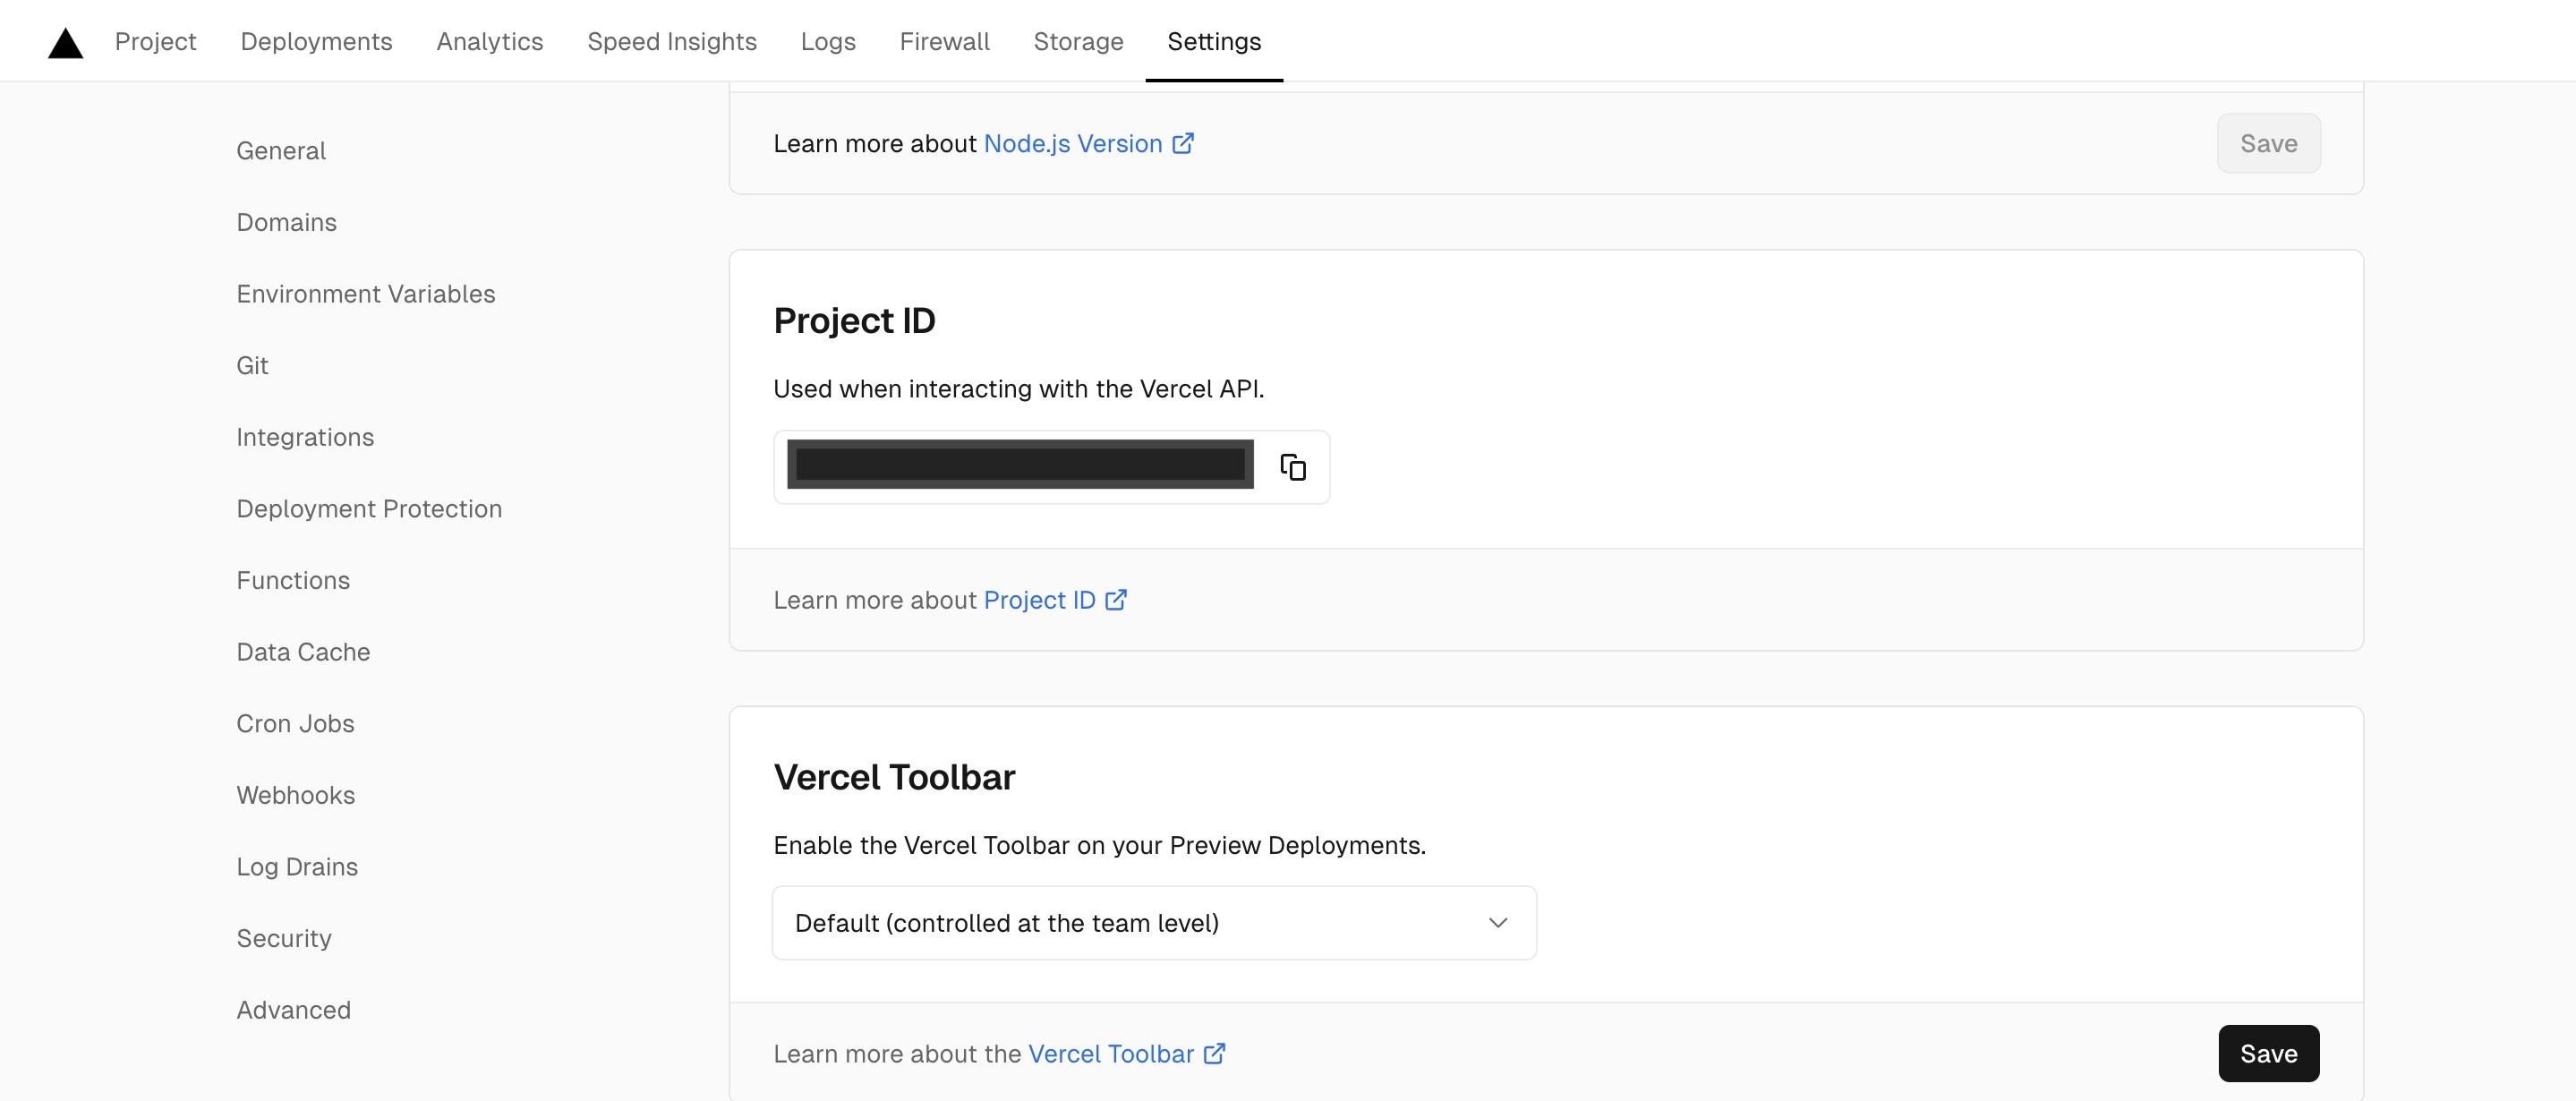 Project Deployments Analytics Speed Insights Logs Firewall Storage Settings
General
Domains
Environment Variables
Git
Integrations
Deployment Protection
Functions
Data Cache
Cron Jobs
Webhooks
Log Drains
Security
Advanced
Learn more about Node.js Version
Save
Project ID
Used when interacting with the Vercel API.
Learn more about Project ID
Vercel Toolbar
Enable the Vercel Toolbar on your Preview Deployments.
Default (controlled at the team level)
Learn more about the Vercel Toolbar
Save